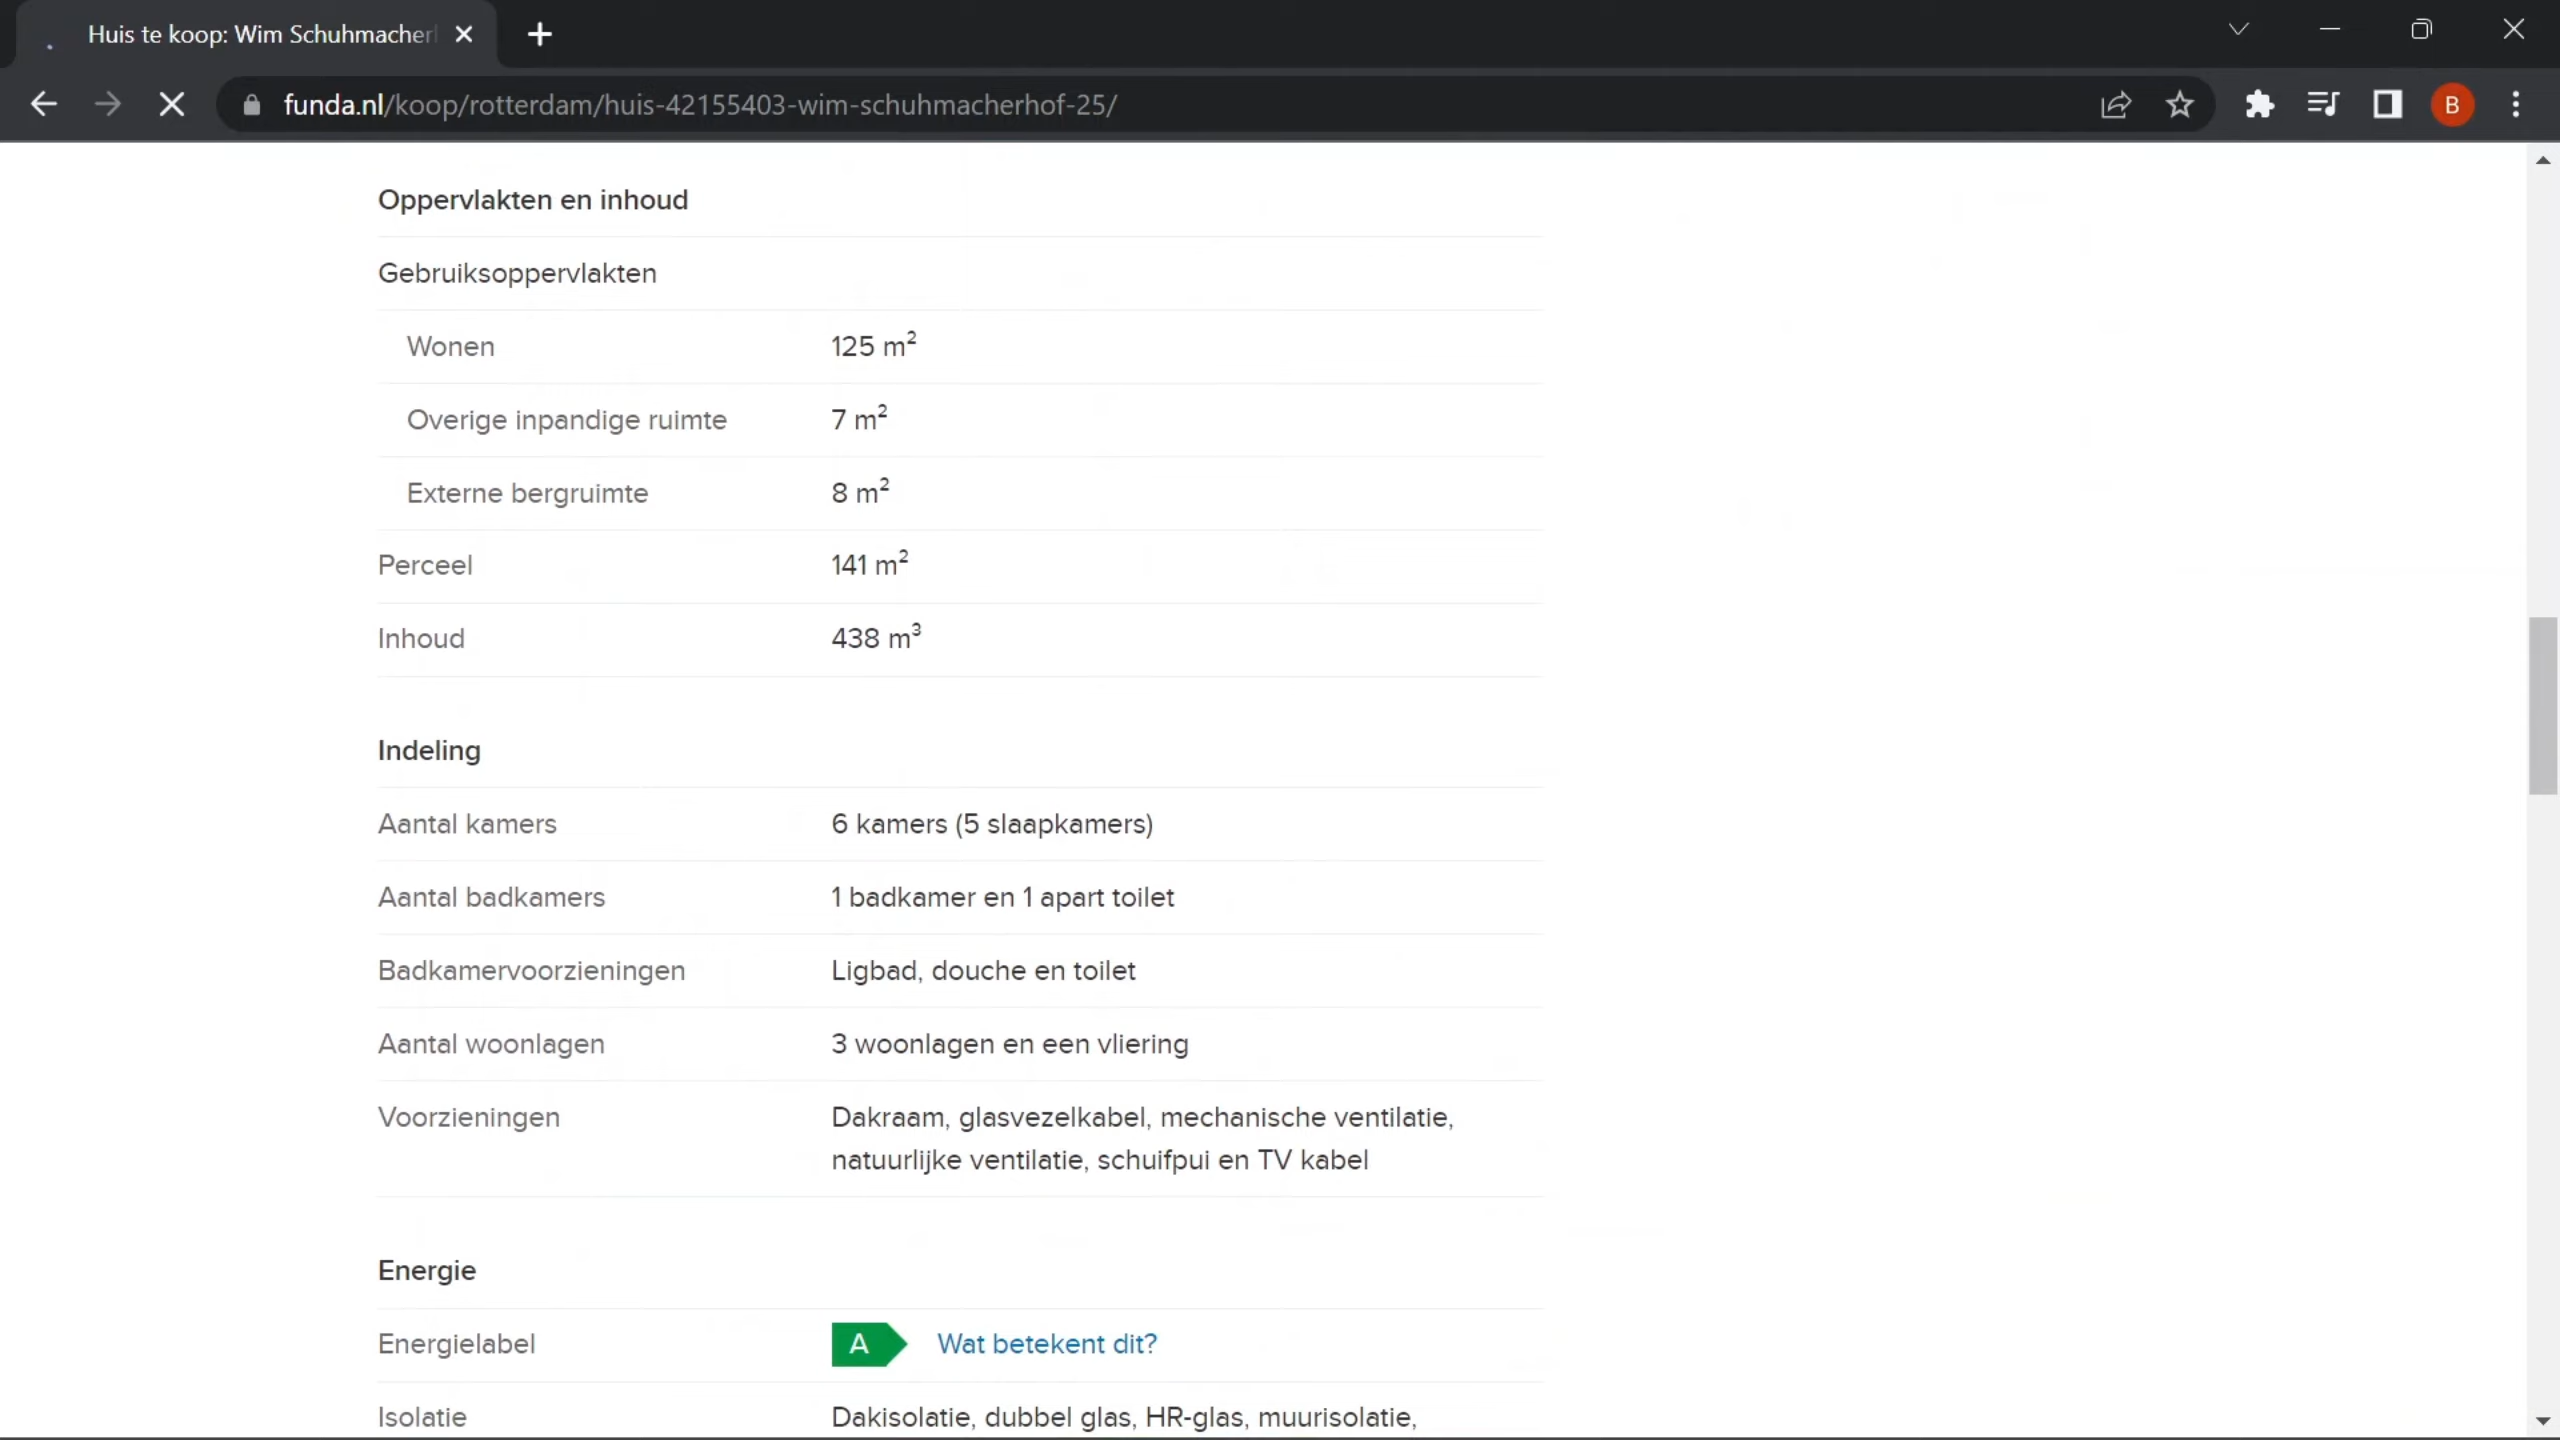 Huis te koop: Wim Schuhmacher
funda.nl/koop/rotterdam/huis-42155403-wim-schuhmacherhof-25/
B
Oppervlakten en inhoud
Gebruiksoppervlakten
Wonen 125 m²
Overige inpandige ruimte 7 m²
Externe bergruimte 8 m²
Perceel 141 m²
Inhoud 438 m³
Indeling
Aantal kamers 6 kamers (5 slaapkamers)
Aantal badkamers 1 badkamer en 1 apart toilet
Badkamervoorzieningen Ligbad, douche en toilet
Aantal woonlagen 3 woonlagen en een vliering
Voorzieningen Dakraam, glasvezelkabel, mechanische ventilatie,
natuurlijke ventilatie, schuifpui en TV kabel
Energie
Energielabel A Wat betekent dit?
Isolatie Dakisolatie, dubbel glas, HR-glas, muurisolatie,